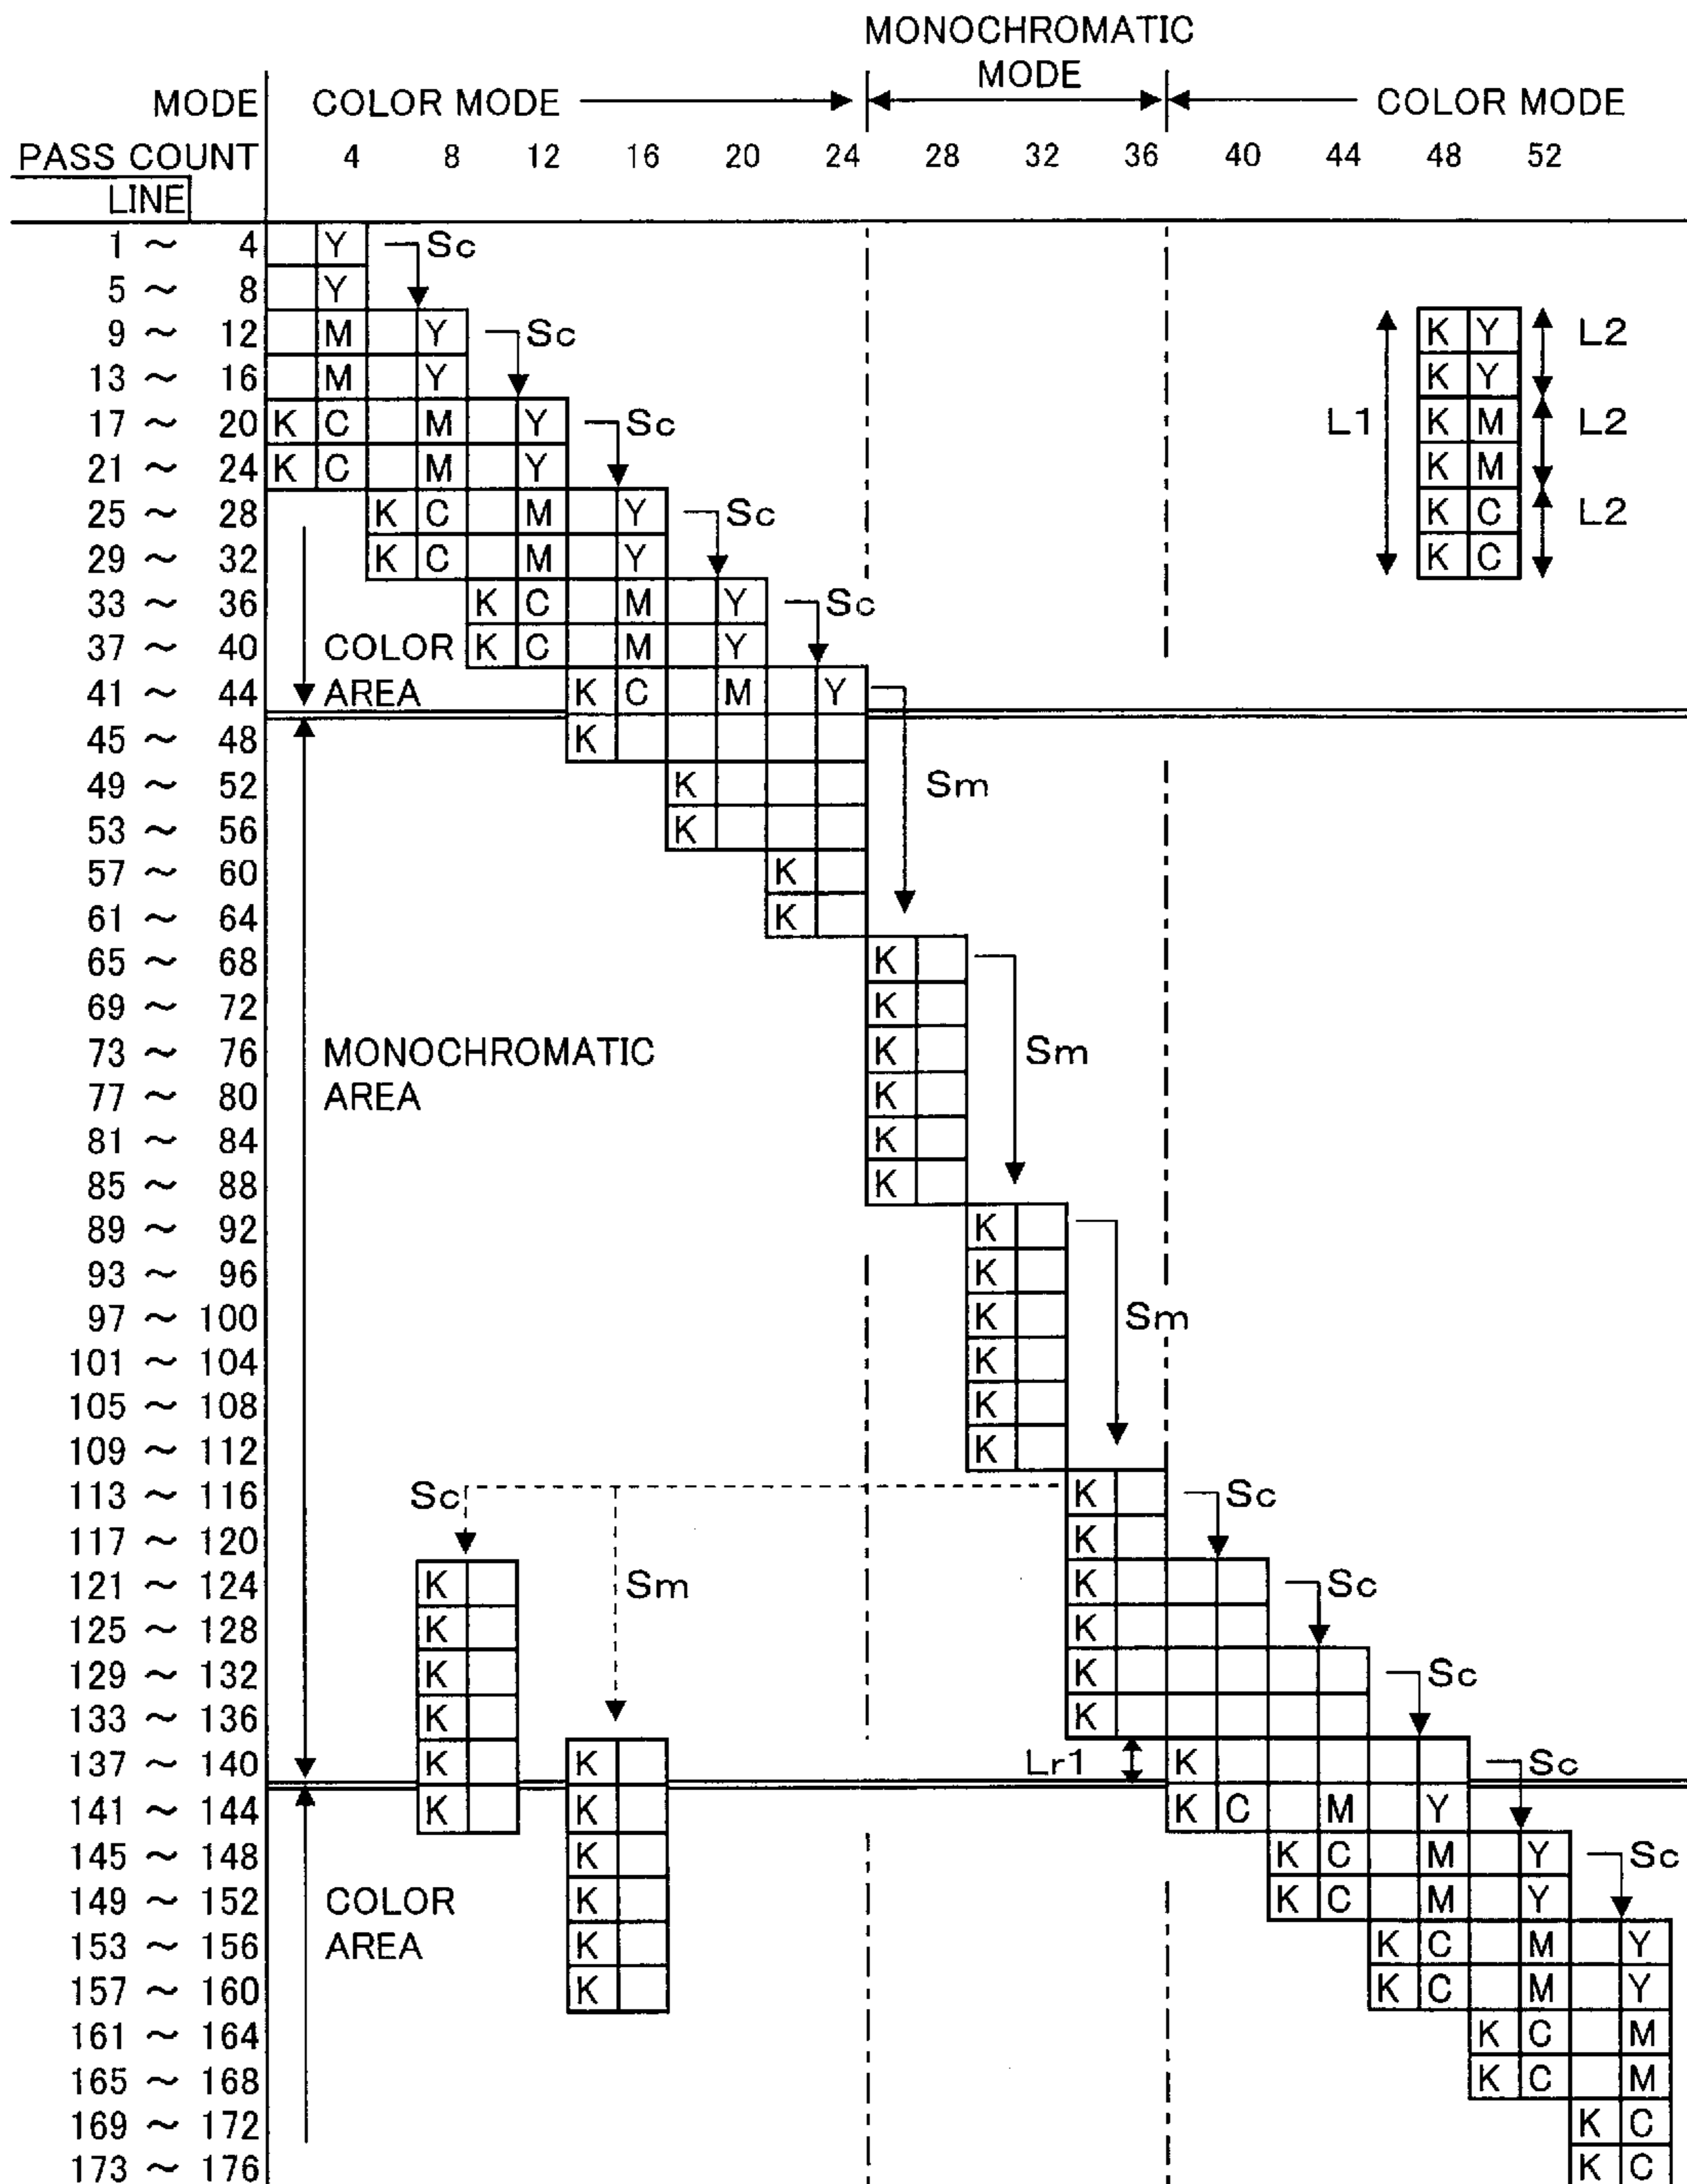 MONOCHROMATIC
MODE
MODE COLOR MODE COLOR MODE
PASS COUNT 4 8 12 16 20 24 28 32 36 40 44 48 52
LINE
1 ~ 4 Y Sc
5 ~ 8 Y
9 ~ 12 M Y Sc K Y L2
13 ~ 16 M Y K Y
17 ~ 20 K C M Y Sc L1 K M L2
21 ~ 24 K C M Y K M
25 ~ 28 K C M Y Sc K C L2
29 ~ 32 K C M Y K C
33 ~ 36 K C M Y Sc
37 ~ 40 COLOR K C M Y
41 ~ 44 AREA K C M Y
45 ~ 48 K
49 ~ 52 K Sm
53 ~ 56 K
57 ~ 60 K
61 ~ 64 K
65 ~ 68 K
69 ~ 72 K
73 ~ 76 MONOCHROMATIC K Sm
77 ~ 80 AREA K
81 ~ 84 K
85 ~ 88 K
89 ~ 92 K
93 ~ 96 K
97 ~ 100 K Sm
101 ~ 104 K
105 ~ 108 K
109 ~ 112 K
113 ~ 116 Sc K Sc
117 ~ 120 K
121 ~ 124 K Sm K Sc
125 ~ 128 K K
129 ~ 132 K K Sc
133 ~ 136 K K
137 ~ 140 K K Lr1 K Sc
141 ~ 144 K K K C M Y
145 ~ 148 K K C M Y Sc
149 ~ 152 COLOR K K C M Y
153 ~ 156 AREA K K C M Y
157 ~ 160 K K C M Y
161 ~ 164 K C M
165 ~ 168 K C M
169 ~ 172 K C
173 ~ 176 K C